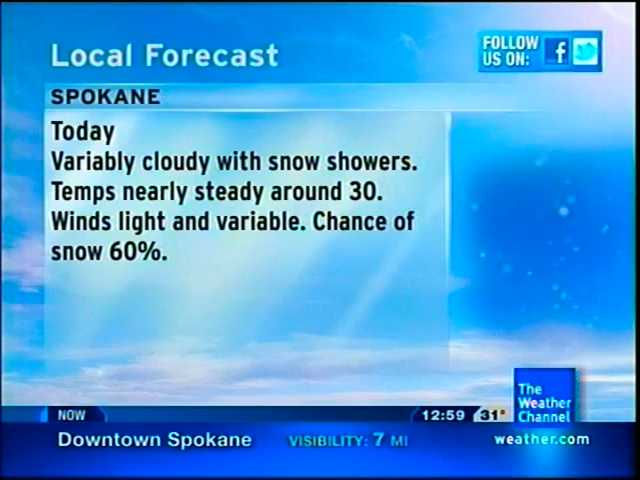 Local Forecast
FOLLOW
US ON:
f
SPOKANE
Today
Variably cloudy with snow showers.
Temps nearly steady around 30.
Winds light and variable. Chance of
snow 60%.
The
Weather
Channel
NOW
12:59 31°
Downtown Spokane VISIBILITY: 7 MI
weather.com